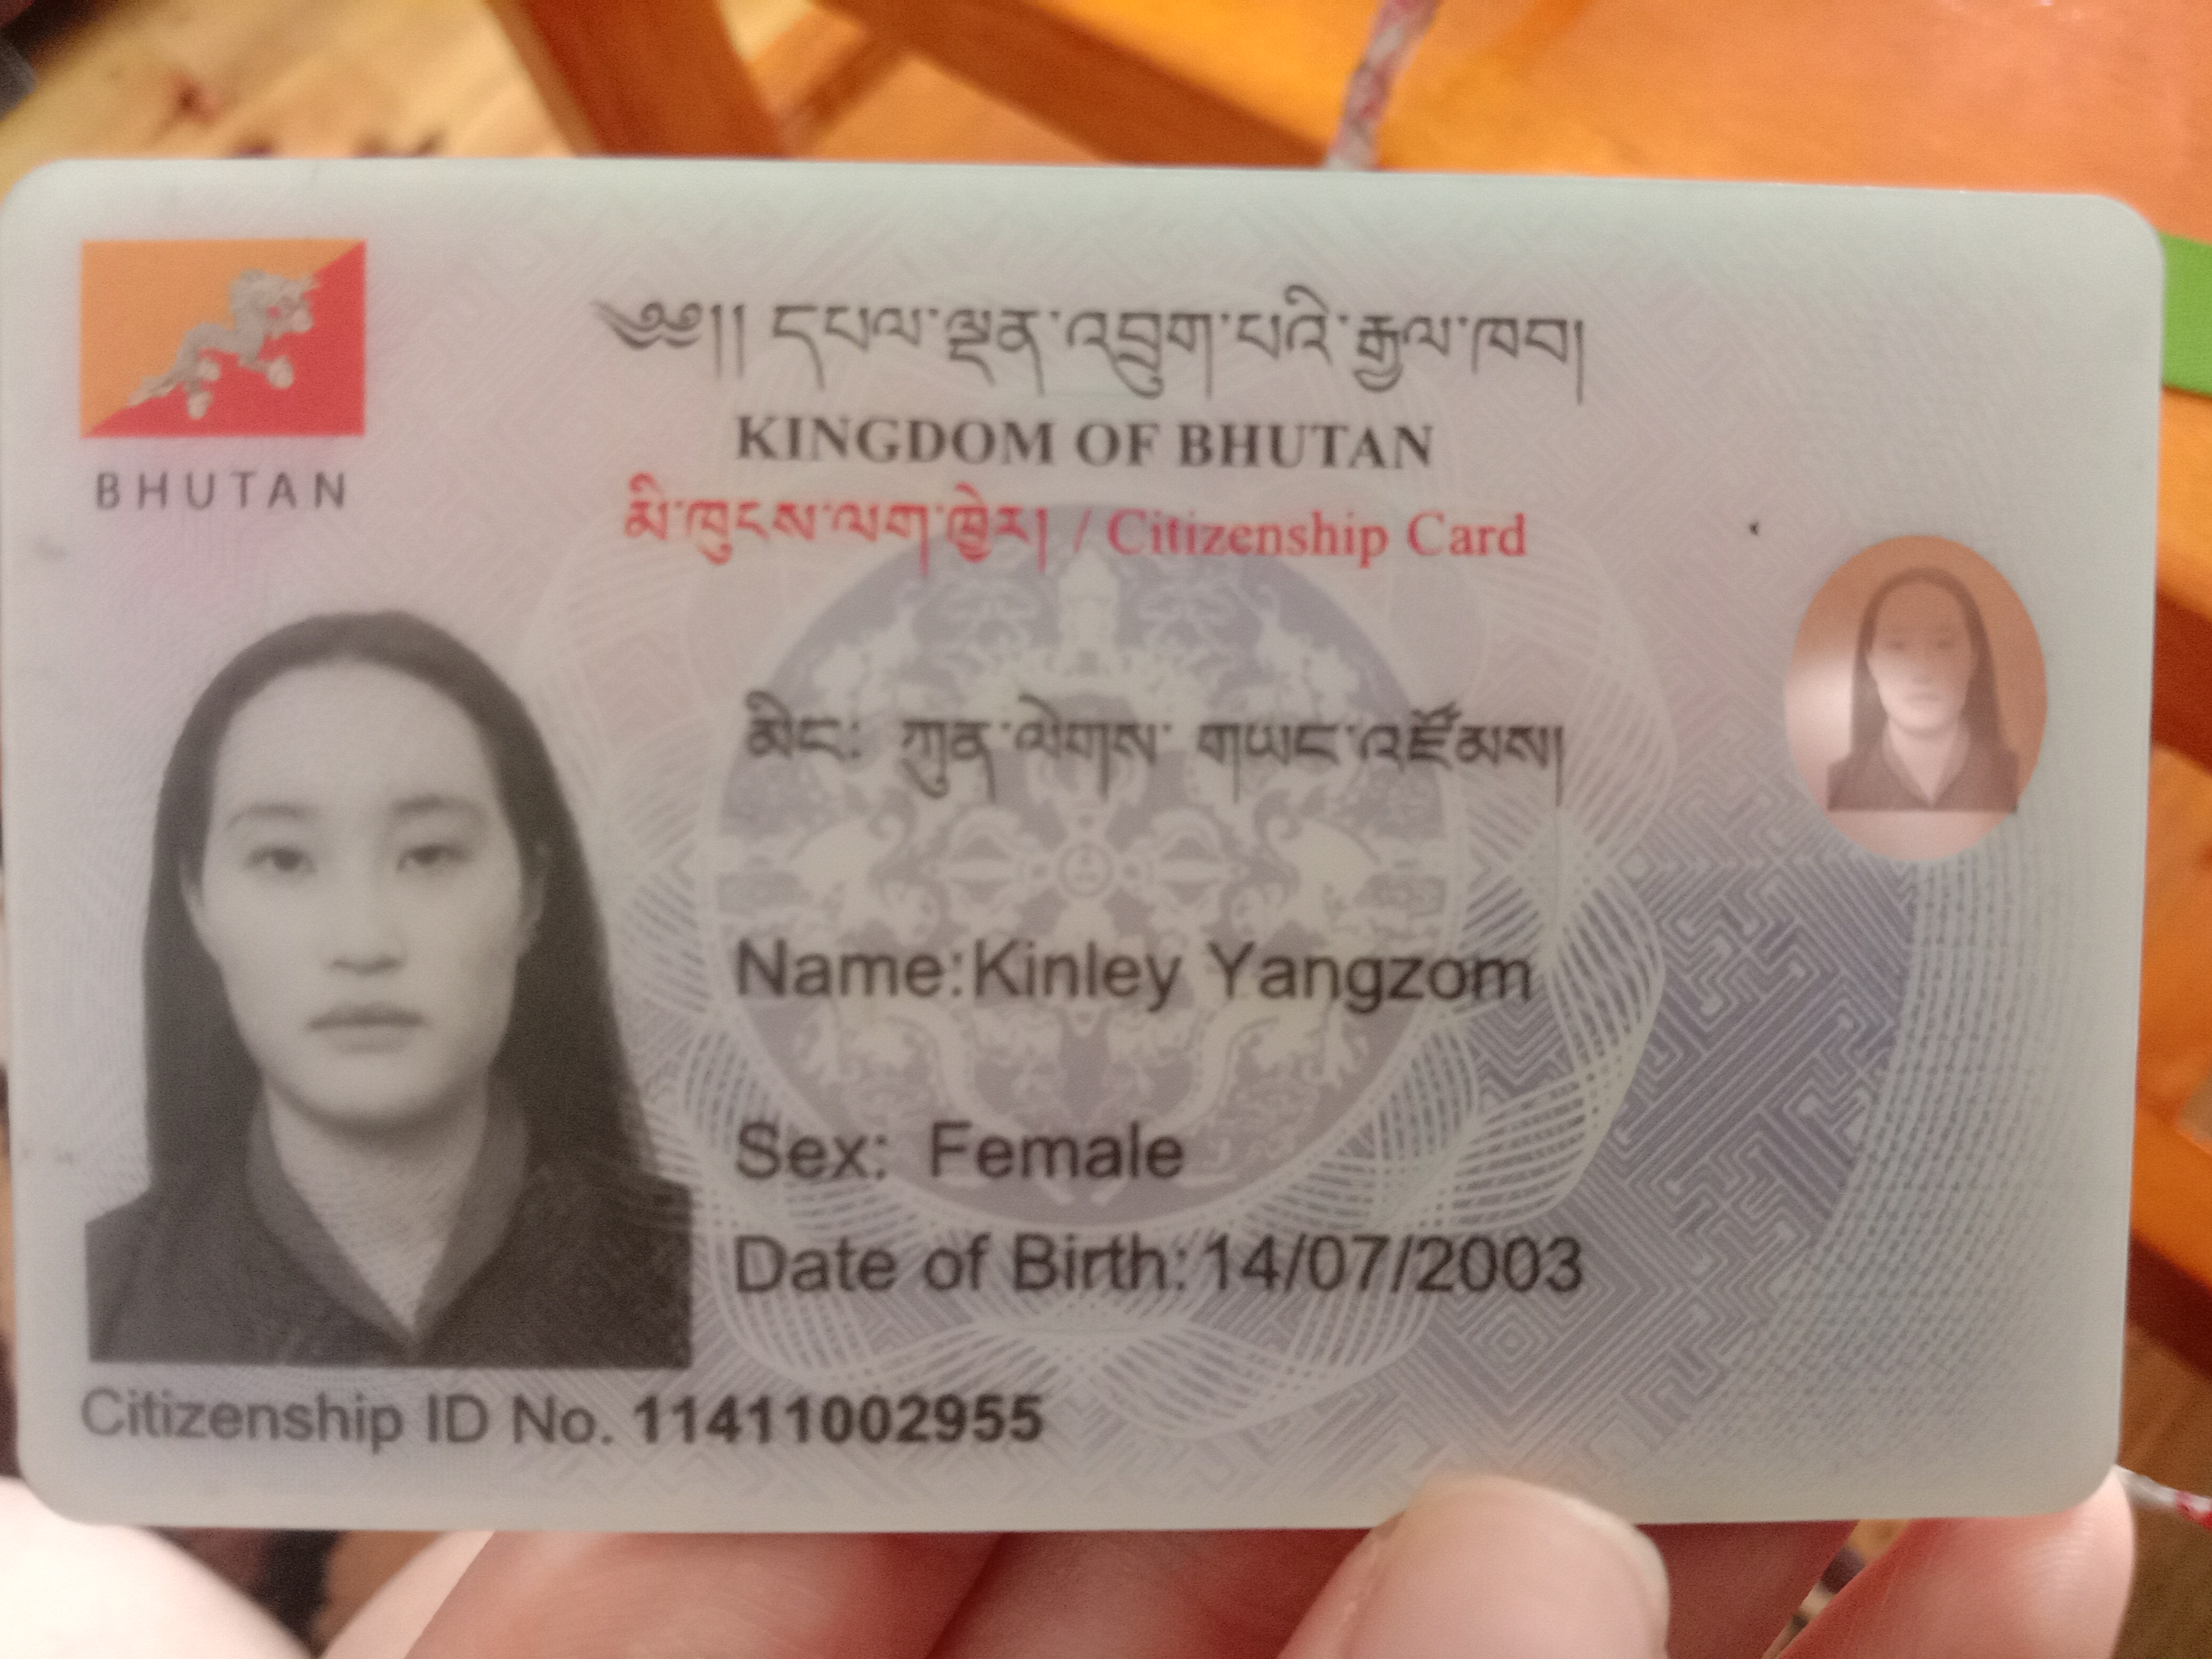 ༄༅།། དཔལ་ལྡན་འབྲུག་པའི་རྒྱལ་ཁབ།
KINGDOM OF BHUTAN
BHUTAN
མི་ཁུངས་ལག་ཁྱེར། / Citizenship Card
མིང: ཀུན་ལེགས་ གཡང་འཛོམས།
Name:Kinley Yangzom
Sex: Female
Date of Birth:14/07/2003
Citizenship ID No. 11411002955